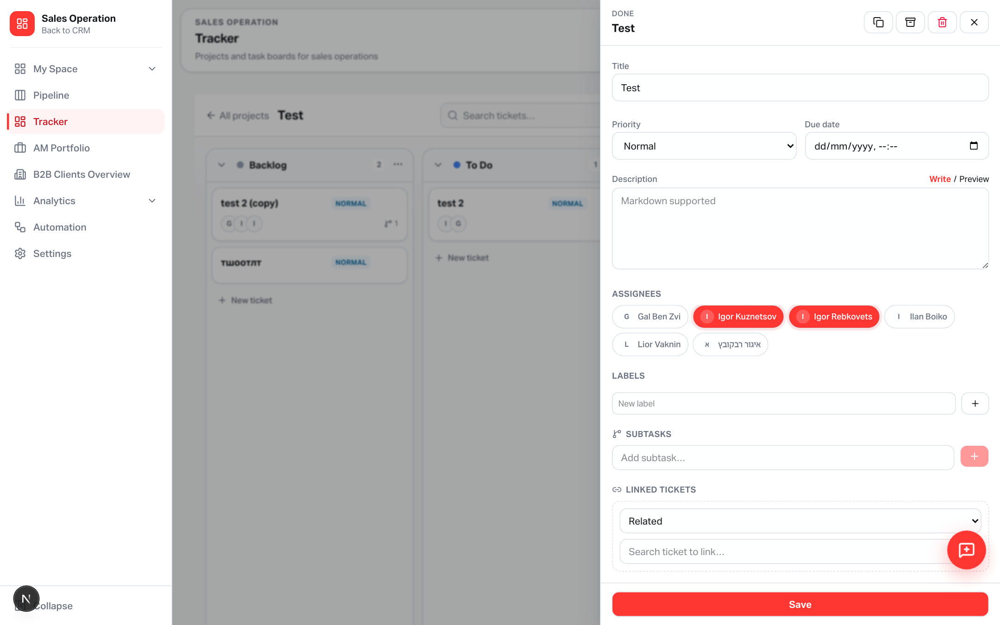 Sales Operation
Back to CRM
My Space
Pipeline
Tracker
AM Portfolio
B2B Clients Overview
Analytics
Automation
Settings
N
Collapse
SALES OPERATION
Tracker
Projects and task boards for sales operations
All projects
Test
Search tickets...
Backlog
2
To Do
1
test 2 (copy)
NORMAL
G I I
1
тшоотлт
NORMAL
New ticket
test 2
NORMAL
I G
New ticket
DONE
Test
Title
Test
Priority
Due date
Normal
dd/mm/yyyy, --:--
Description
Write / Preview
Markdown supported
ASSIGNEES
G Gal Ben Zvi
I Igor Kuznetsov
I Igor Rebkovets
I Ilan Boiko
L Lior Vaknin
א איגור רבקובץ
LABELS
New label
SUBTASKS
Add subtask...
LINKED TICKETS
Related
Search ticket to link...
Save